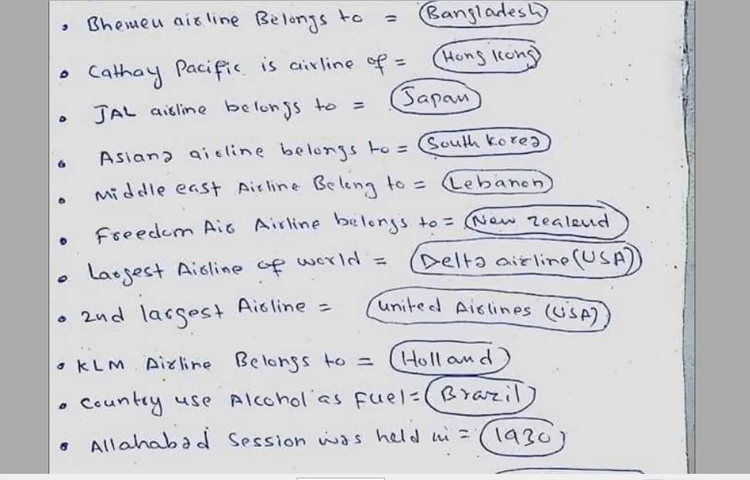 • Bhemeu airline Belongs to = Bangladesh
• Cathay Pacific is airline of = Hong Kong
• JAL airline belongs to = Japan
• Asiana airline belongs to = South Korea
• Middle east Airline Belong to = Lebanon
• Freedom Air Airline belongs to = New Zealand
• Largest Airline of world = Delta airline (USA)
• 2nd largest Airline = United Airlines (USA)
• KLM Airline Belongs to = Holland
• Country use Alcohol as Fuel = Brazil
• Allahabad Session was held in = 1930